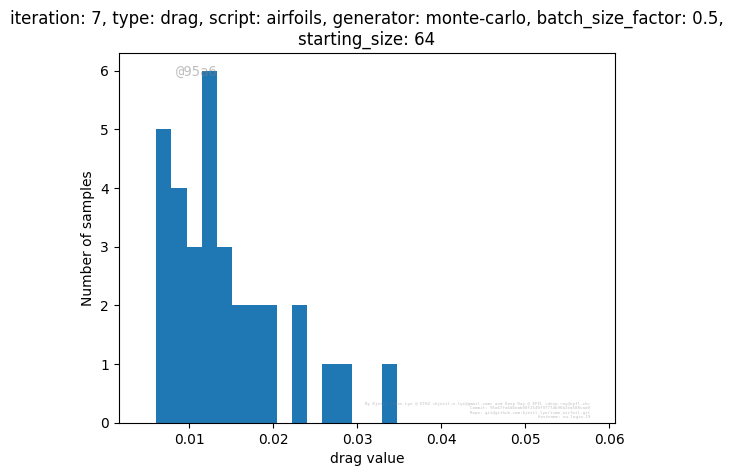 iteration: 7, type: drag, script: airfoils, generator: monte-carlo, batch_size_factor: 0.5,
starting_size: 64
@95a6
6
5
4
3
2
1
0
Number of samples
0.01 0.02 0.03 0.04 0.05 0.06
drag value